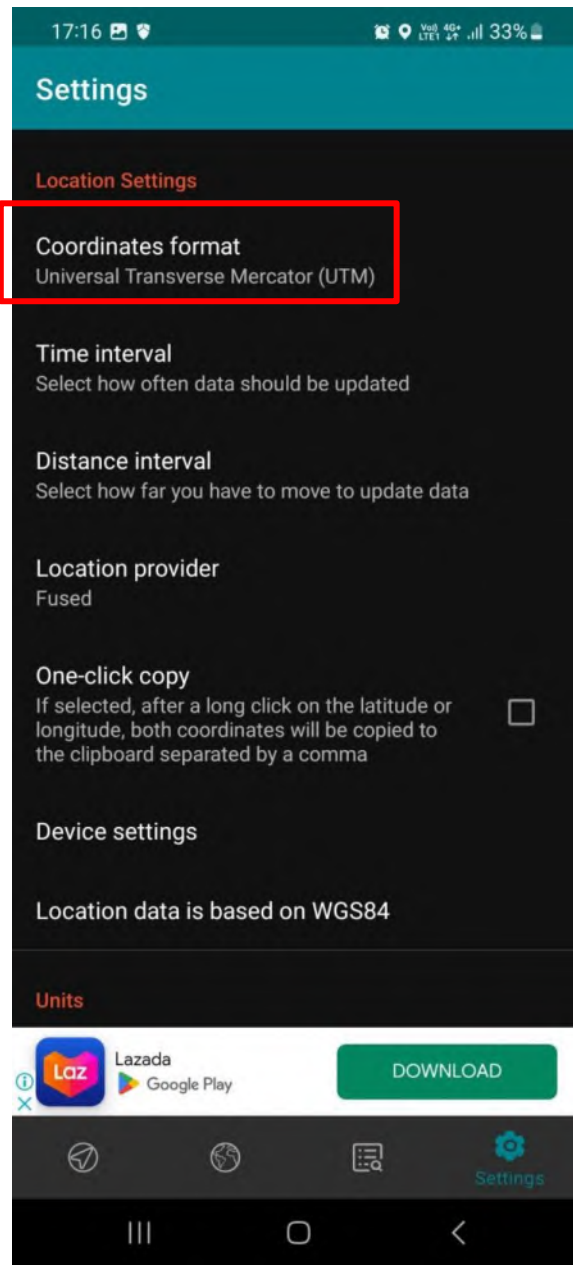 17:16
Vo)) 4G+ 33%
LTE1
Settings
Location Settings
Coordinates format
Universal Transverse Mercator (UTM)
Time interval
Select how often data should be updated
Distance interval
Select how far you have to move to update data
Location provider
Fused
One-click copy
If selected, after a long click on the latitude or
longitude, both coordinates will be copied to
the clipboard separated by a comma
Device settings
Location data is based on WGS84
Units
Laz
Lazada
Google Play
DOWNLOAD
Settings